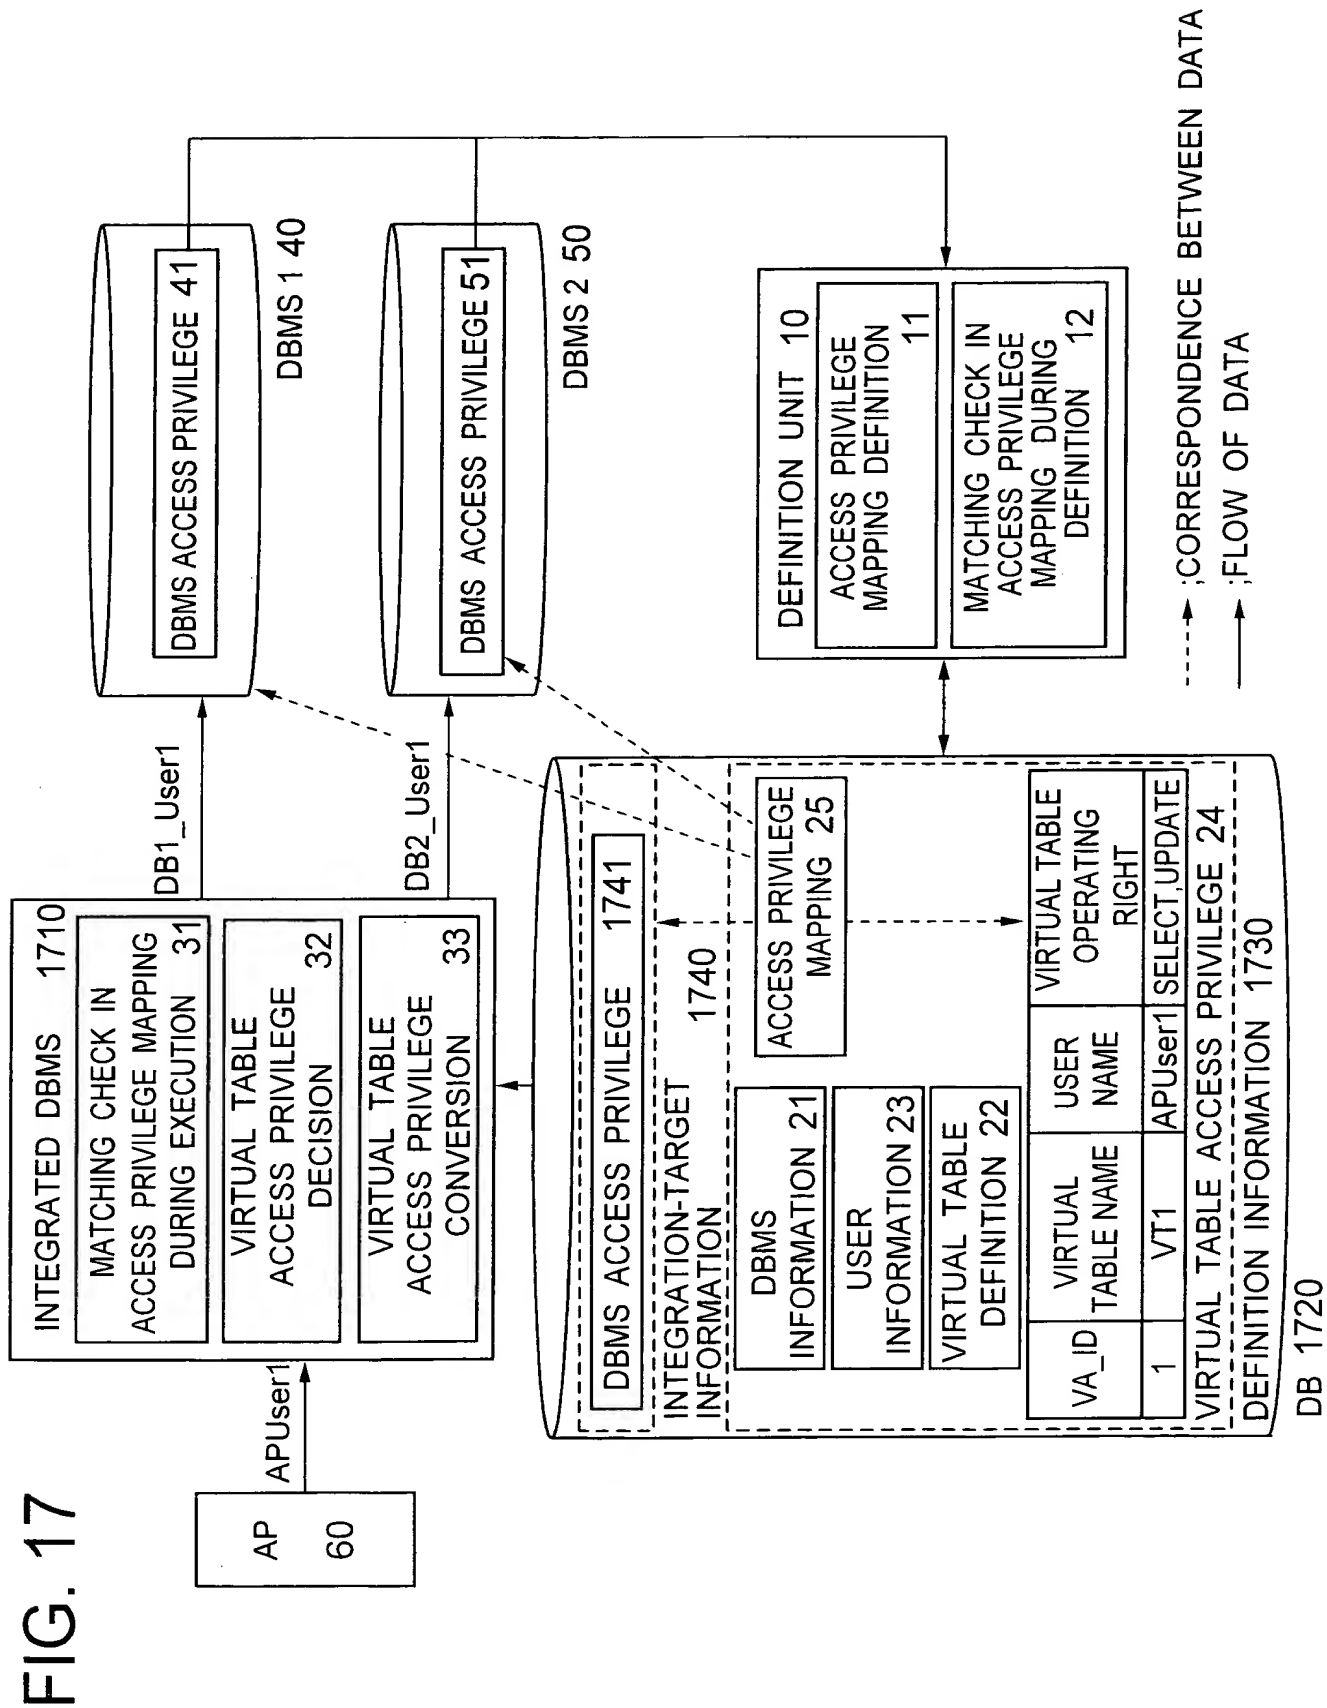 FIG. 17
AP
60
APUser1
INTEGRATED DBMS 1710
MATCHING CHECK IN
ACCESS PRIVILEGE MAPPING
DURING EXECUTION 31
VIRTUAL TABLE
ACCESS PRIVILEGE
DECISION 32
VIRTUAL TABLE
ACCESS PRIVILEGE
CONVERSION 33
DB1_User1
DB2_User1
DBMS ACCESS PRIVILEGE 41
DBMS 1 40
DBMS ACCESS PRIVILEGE 51
DBMS 2 50
DBMS ACCESS PRIVILEGE 1741
INTEGRATION-TARGET
INFORMATION 1740
DBMS
INFORMATION 21
USER
INFORMATION 23
VIRTUAL TABLE
DEFINITION 22
ACCESS PRIVILEGE
MAPPING 25
VA_ID
VIRTUAL
TABLE NAME
USER
NAME
VIRTUAL TABLE
OPERATING
RIGHT
1
VT1
APUser1
SELECT,UPDATE
VIRTUAL TABLE ACCESS PRIVILEGE 24
DEFINITION INFORMATION 1730
DB 1720
DEFINITION UNIT 10
ACCESS PRIVILEGE
MAPPING DEFINITION
11
MATCHING CHECK IN
ACCESS PRIVILEGE
MAPPING DURING
DEFINITION 12
;CORRESPONDENCE BETWEEN DATA
;FLOW OF DATA